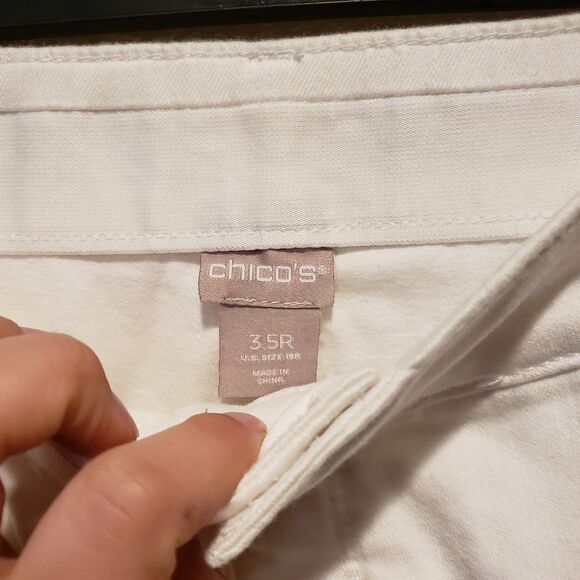 chico's®
3.5R
U.S. SIZE 18R
MADE IN
CHINA